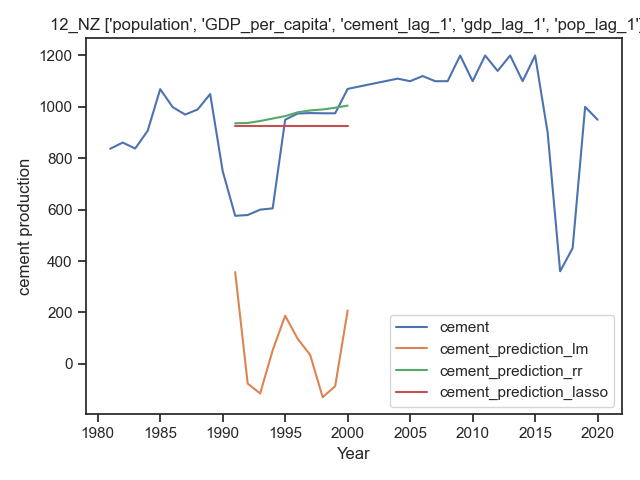 12_NZ ['population', 'GDP_per_capita', 'cement_lag_1', 'gdp_lag_1', 'pop_lag_1']
1200
1000
800
600
400
200
0
cement production
cement
cement_prediction_lm
cement_prediction_rr
cement_prediction_lasso
1980 1985 1990 1995 2000 2005 2010 2015 2020
Year